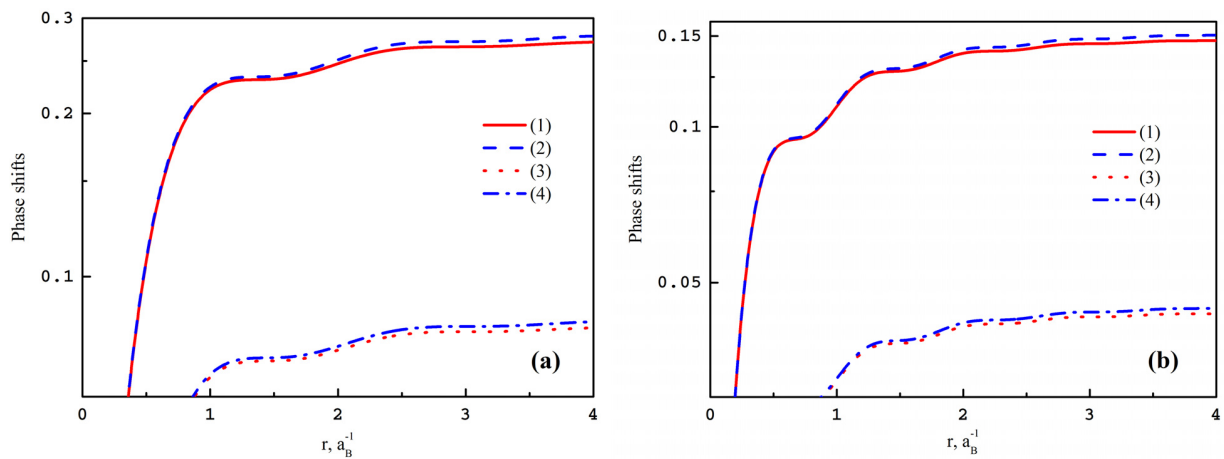 0.3
0.2
0.1
Phase shifts
(1)
(2)
(3)
(4)
(a)
0 1 2 3 4
r, a_B^-1
0.15
0.1
0.05
Phase shifts
(1)
(2)
(3)
(4)
(b)
0 1 2 3 4
r, a_B^-1